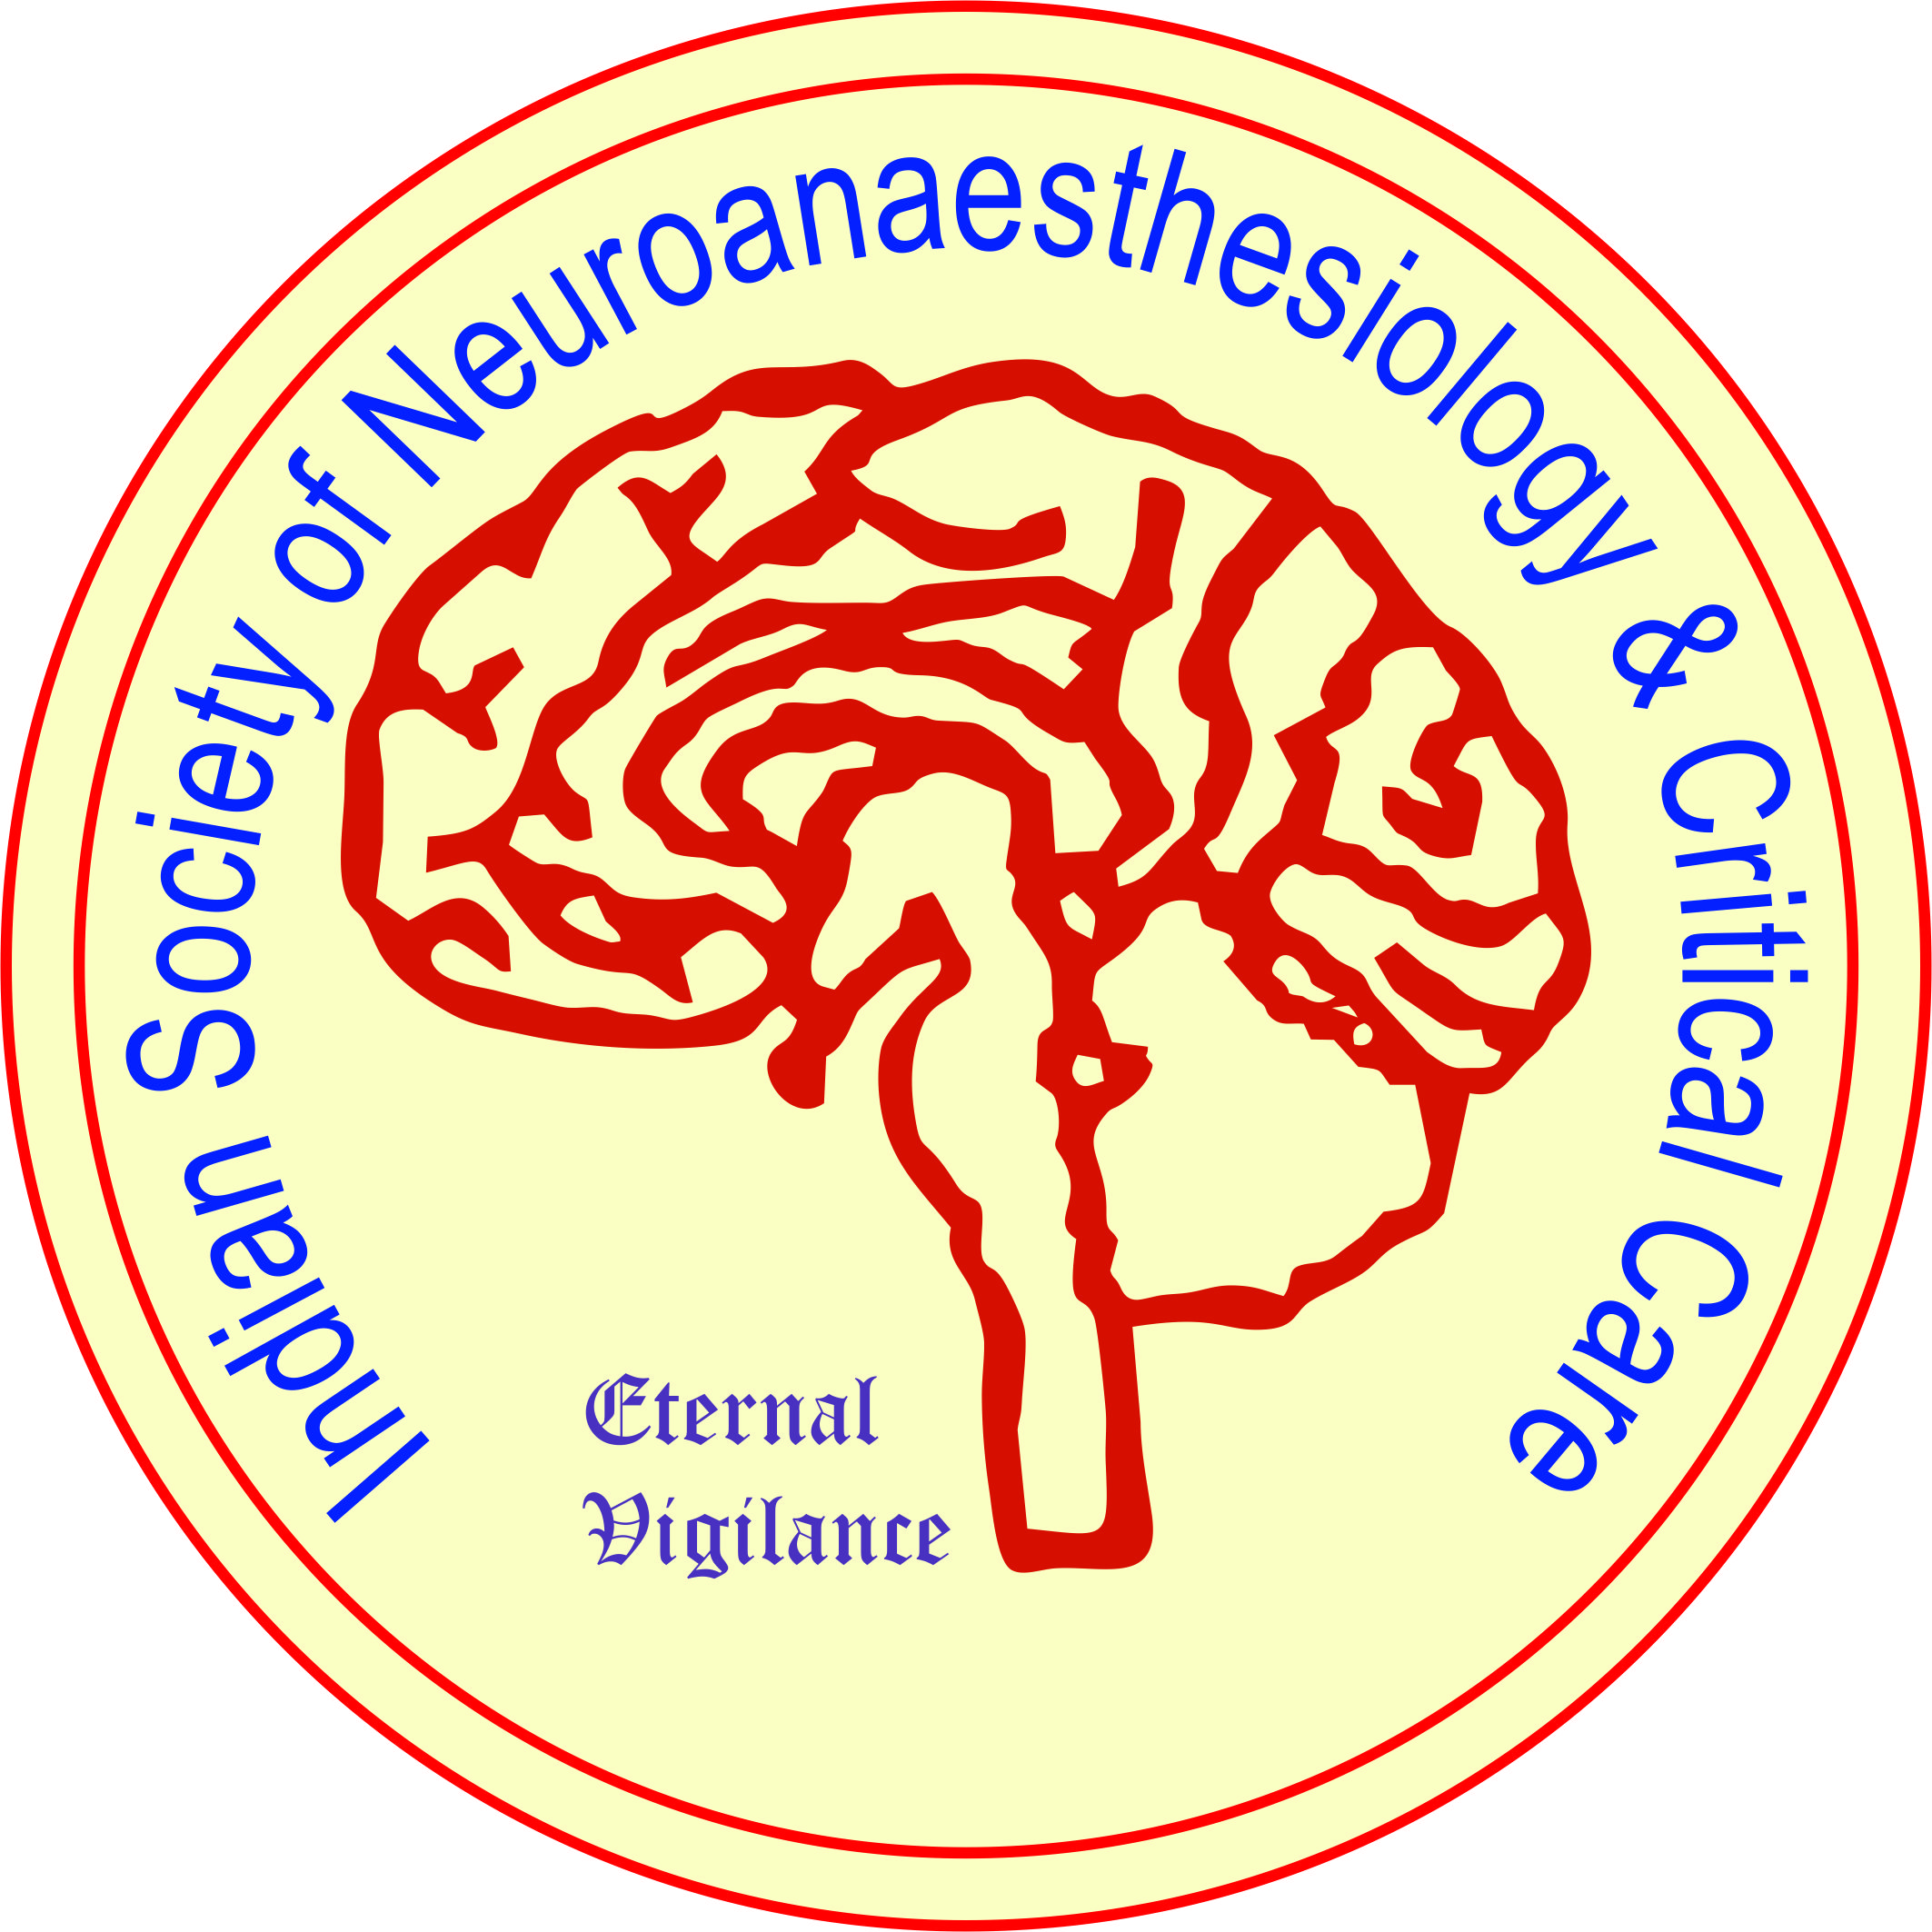 Indian Society of Neuroanaesthesiology & Critical Care
Eternal
Vigilance